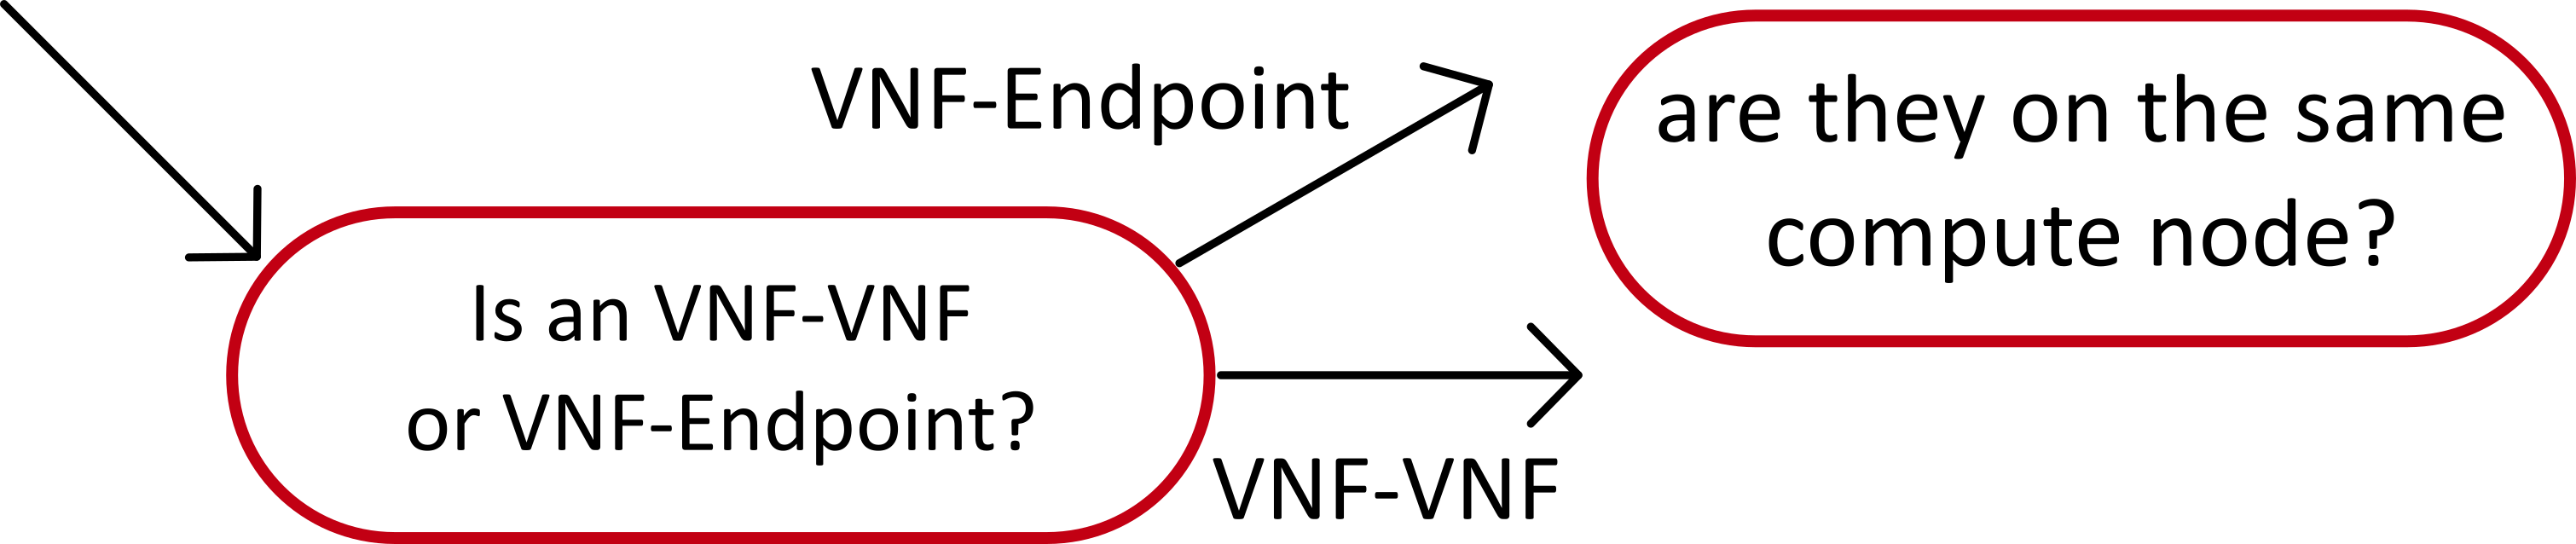 VNF-Endpoint
are they on the same
compute node?
Is an VNF-VNF
or VNF-Endpoint?
VNF-VNF